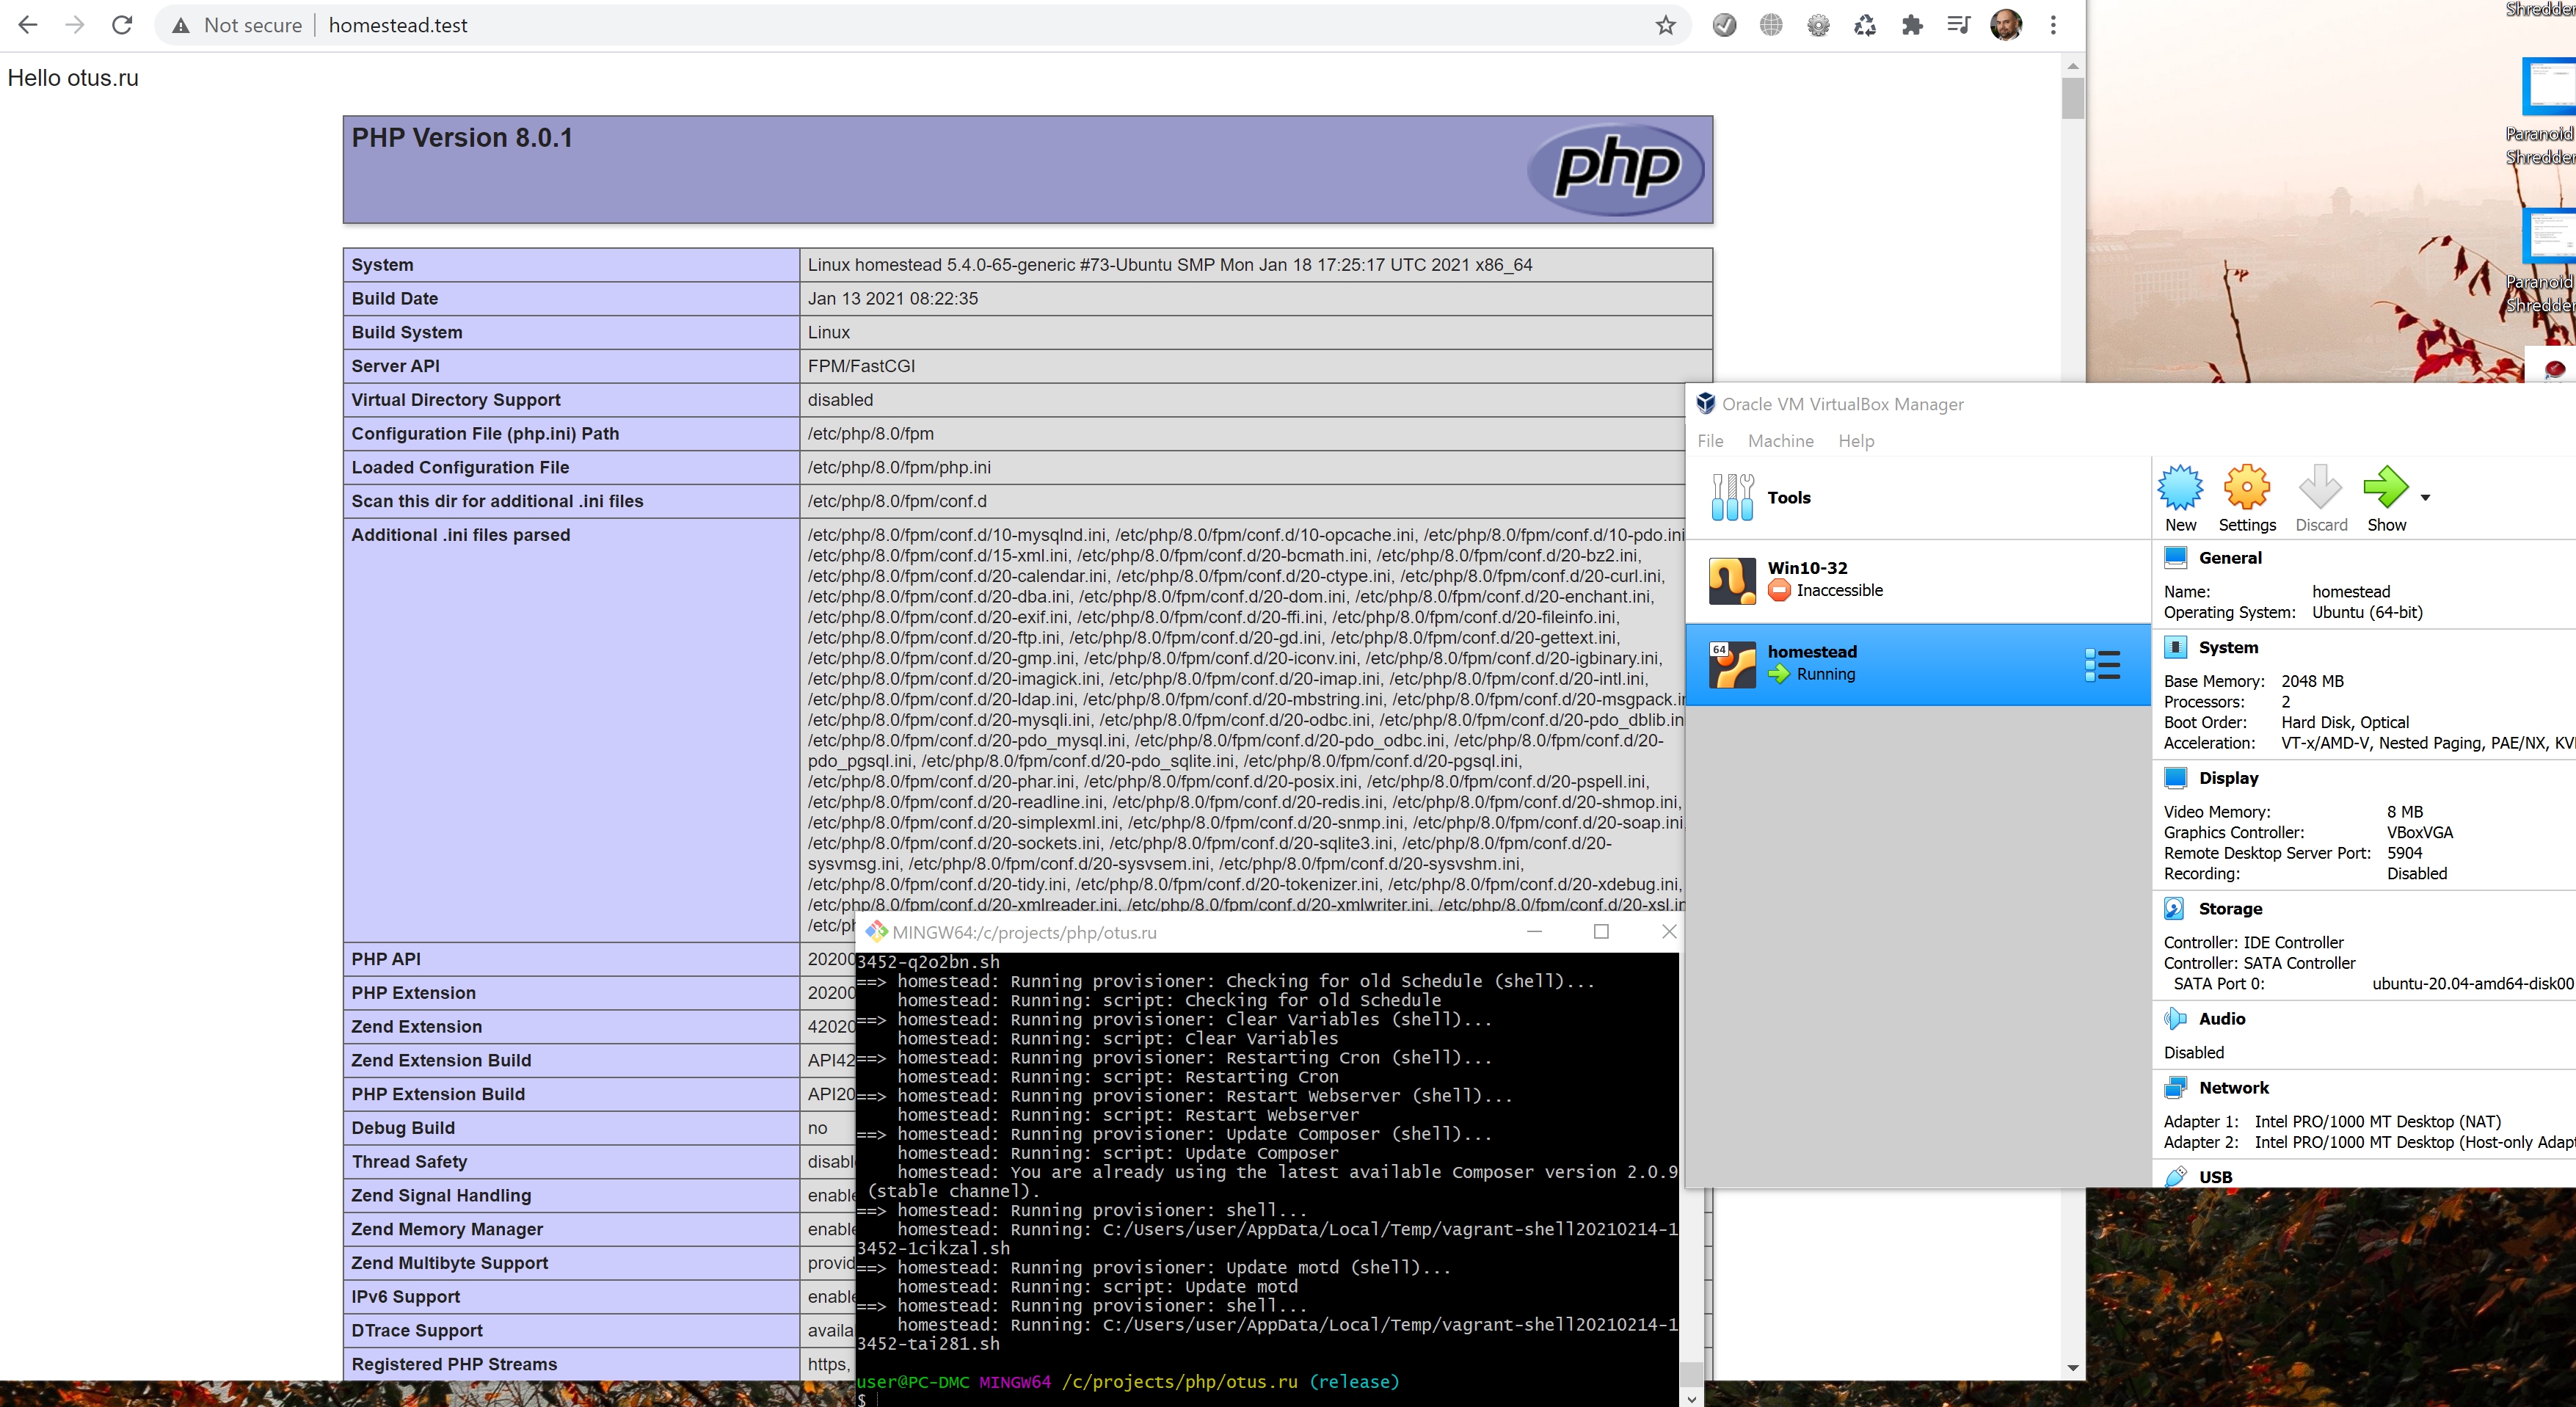 Not secure
homestead.test
Hello otus.ru
PHP Version 8.0.1
php
System Linux homestead 5.4.0-65-generic #73-Ubuntu SMP Mon Jan 18 17:25:17 UTC 2021 x86_64
Build Date Jan 13 2021 08:22:35
Build System Linux
Server API FPM/FastCGI
Virtual Directory Support disabled
Configuration File (php.ini) Path /etc/php/8.0/fpm
Loaded Configuration File /etc/php/8.0/fpm/php.ini
Scan this dir for additional .ini files /etc/php/8.0/fpm/conf.d
Additional .ini files parsed /etc/php/8.0/fpm/conf.d/10-mysqlnd.ini, /etc/php/8.0/fpm/conf.d/10-opcache.ini, /etc/php/8.0/fpm/conf.d/10-pdo.ini
/etc/php/8.0/fpm/conf.d/15-xml.ini, /etc/php/8.0/fpm/conf.d/20-bcmath.ini, /etc/php/8.0/fpm/conf.d/20-bz2.ini,
/etc/php/8.0/fpm/conf.d/20-calendar.ini, /etc/php/8.0/fpm/conf.d/20-ctype.ini, /etc/php/8.0/fpm/conf.d/20-curl.ini,
/etc/php/8.0/fpm/conf.d/20-dba.ini, /etc/php/8.0/fpm/conf.d/20-dom.ini, /etc/php/8.0/fpm/conf.d/20-enchant.ini,
/etc/php/8.0/fpm/conf.d/20-exif.ini, /etc/php/8.0/fpm/conf.d/20-ffi.ini, /etc/php/8.0/fpm/conf.d/20-fileinfo.ini,
/etc/php/8.0/fpm/conf.d/20-ftp.ini, /etc/php/8.0/fpm/conf.d/20-gd.ini, /etc/php/8.0/fpm/conf.d/20-gettext.ini,
/etc/php/8.0/fpm/conf.d/20-gmp.ini, /etc/php/8.0/fpm/conf.d/20-iconv.ini, /etc/php/8.0/fpm/conf.d/20-igbinary.ini,
/etc/php/8.0/fpm/conf.d/20-imagick.ini, /etc/php/8.0/fpm/conf.d/20-imap.ini, /etc/php/8.0/fpm/conf.d/20-intl.ini,
/etc/php/8.0/fpm/conf.d/20-ldap.ini, /etc/php/8.0/fpm/conf.d/20-mbstring.ini, /etc/php/8.0/fpm/conf.d/20-msgpack.i
/etc/php/8.0/fpm/conf.d/20-mysqli.ini, /etc/php/8.0/fpm/conf.d/20-odbc.ini, /etc/php/8.0/fpm/conf.d/20-pdo_dblib.in
/etc/php/8.0/fpm/conf.d/20-pdo_mysql.ini, /etc/php/8.0/fpm/conf.d/20-pdo_odbc.ini, /etc/php/8.0/fpm/conf.d/20-
pdo_pgsql.ini, /etc/php/8.0/fpm/conf.d/20-pdo_sqlite.ini, /etc/php/8.0/fpm/conf.d/20-pgsql.ini,
/etc/php/8.0/fpm/conf.d/20-phar.ini, /etc/php/8.0/fpm/conf.d/20-posix.ini, /etc/php/8.0/fpm/conf.d/20-pspell.ini,
/etc/php/8.0/fpm/conf.d/20-readline.ini, /etc/php/8.0/fpm/conf.d/20-redis.ini, /etc/php/8.0/fpm/conf.d/20-shmop.ini,
/etc/php/8.0/fpm/conf.d/20-simplexml.ini, /etc/php/8.0/fpm/conf.d/20-snmp.ini, /etc/php/8.0/fpm/conf.d/20-soap.ini
/etc/php/8.0/fpm/conf.d/20-sockets.ini, /etc/php/8.0/fpm/conf.d/20-sqlite3.ini, /etc/php/8.0/fpm/conf.d/20-
sysvmsg.ini, /etc/php/8.0/fpm/conf.d/20-sysvsem.ini, /etc/php/8.0/fpm/conf.d/20-sysvshm.ini,
/etc/php/8.0/fpm/conf.d/20-tidy.ini, /etc/php/8.0/fpm/conf.d/20-tokenizer.ini, /etc/php/8.0/fpm/conf.d/20-xdebug.ini,
/etc/php/8.0/fpm/conf.d/20-xmlreader.ini, /etc/php/8.0/fpm/conf.d/20-xmlwriter.ini, /etc/php/8.0/fpm/conf.d/20-xsl.in
/etc/ph
PHP API 20200
PHP Extension 20200
Zend Extension 42020
Zend Extension Build API42
PHP Extension Build API20
Debug Build no
Thread Safety disabl
Zend Signal Handling enable
Zend Memory Manager enable
Zend Multibyte Support provid
IPv6 Support enable
DTrace Support availa
Registered PHP Streams https,
MINGW64:/c/projects/php/otus.ru
3452-q2o2bn.sh
==> homestead: Running provisioner: Checking for old Schedule (shell)...
homestead: Running: script: Checking for old Schedule
==> homestead: Running provisioner: Clear Variables (shell)...
homestead: Running: script: Clear Variables
==> homestead: Running provisioner: Restarting Cron (shell)...
homestead: Running: script: Restarting Cron
==> homestead: Running provisioner: Restart Webserver (shell)...
homestead: Running: script: Restart Webserver
==> homestead: Running provisioner: Update Composer (shell)...
homestead: Running: script: Update Composer
homestead: You are already using the latest available Composer version 2.0.9
(stable channel).
==> homestead: Running provisioner: shell...
homestead: Running: C:/Users/user/AppData/Local/Temp/vagrant-shell20210214-1
3452-1cikzal.sh
==> homestead: Running provisioner: Update motd (shell)...
homestead: Running: script: Update motd
==> homestead: Running provisioner: shell...
homestead: Running: C:/Users/user/AppData/Local/Temp/vagrant-shell20210214-1
3452-tai281.sh
user@PC-DMC MINGW64 /c/projects/php/otus.ru (release)
$
Shredder
Paranoid
Shredder
Paranoid
Shredder
Oracle VM VirtualBox Manager
File Machine Help
Tools
Win10-32
Inaccessible
64
homestead
Running
New Settings Discard Show
General
Name: homestead
Operating System: Ubuntu (64-bit)
System
Base Memory: 2048 MB
Processors: 2
Boot Order: Hard Disk, Optical
Acceleration: VT-x/AMD-V, Nested Paging, PAE/NX, KV
Display
Video Memory: 8 MB
Graphics Controller: VBoxVGA
Remote Desktop Server Port: 5904
Recording: Disabled
Storage
Controller: IDE Controller
Controller: SATA Controller
SATA Port 0: ubuntu-20.04-amd64-disk00
Audio
Disabled
Network
Adapter 1: Intel PRO/1000 MT Desktop (NAT)
Adapter 2: Intel PRO/1000 MT Desktop (Host-only Adapt
USB